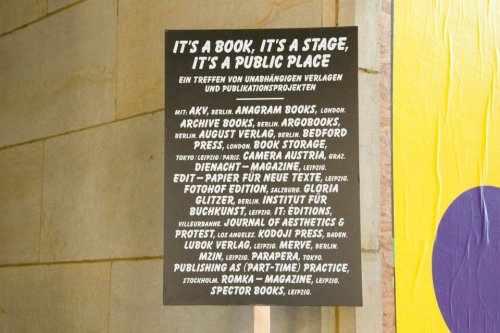 IT'S A BOOK, IT'S A STAGE,
IT'S A PUBLIC PLACE
EIN TREFFEN VON UNABHÄNGIGEN VERLAGEN
UND PUBLIKATIONSPROJEKTEN
MIT: AKV, BERLIN. ANAGRAM BOOKS, LONDON.
ARCHIVE BOOKS, BERLIN. ARGOBOOKS,
BERLIN. AUGUST VERLAG, BERLIN. BEDFORD
PRESS, LONDON. BOOK STORAGE,
TOKYO/LEIPZIG/PARIS. CAMERA AUSTRIA, GRAZ.
DIENACHT – MAGAZINE, LEIPZIG.
EDIT – PAPIER FÜR NEUE TEXTE, LEIPZIG.
FOTOHOF EDITION, SALZBURG. GLORIA
GLITZER, BERLIN. INSTITUT FÜR
BUCHKUNST, LEIPZIG. IT: ÉDITIONS,
VILLEURBANNE. JOURNAL OF AESTHETICS &
PROTEST, LOS ANGELES. KODOJI PRESS, BADEN.
LUBOK VERLAG, LEIPZIG. MERVE, BERLIN.
MZIN, LEIPZIG. PARAPERA, TOKYO.
PUBLISHING AS (PART-TIME) PRACTICE,
STOCKHOLM. ROMKA – MAGAZINE, LEIPZIG.
SPECTOR BOOKS, LEIPZIG.